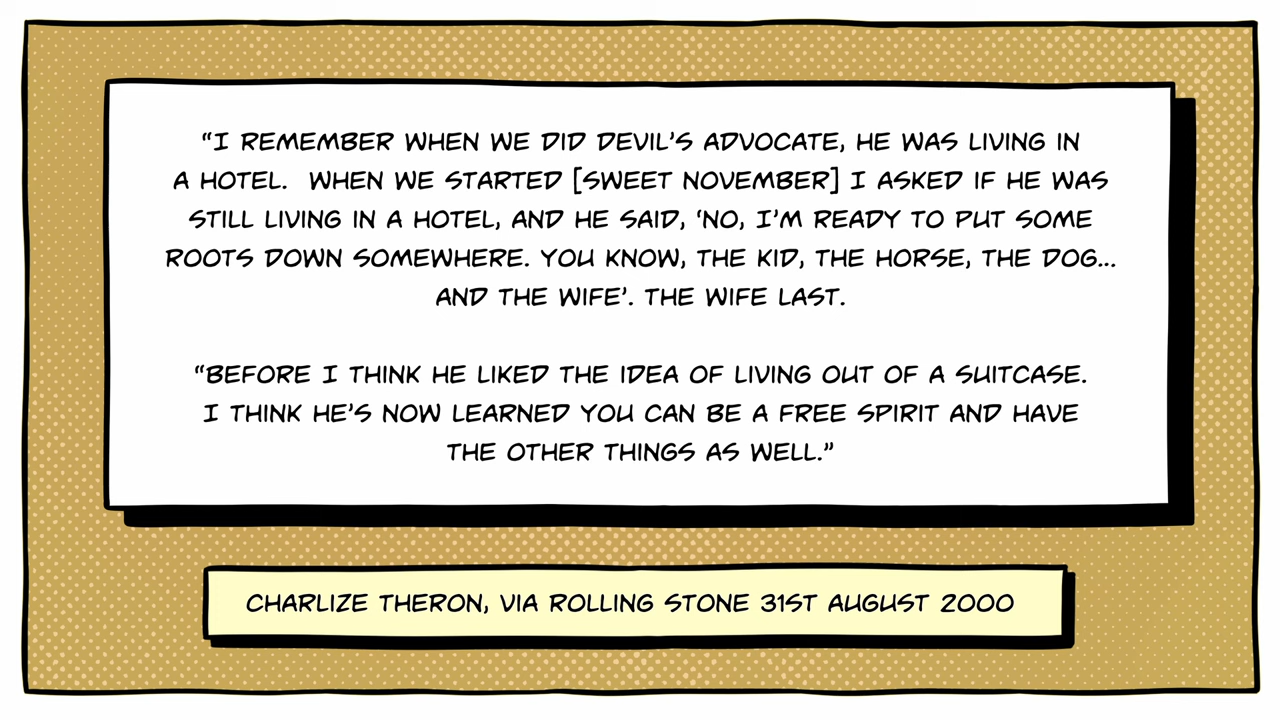 “I REMEMBER WHEN WE DID DEVIL’S ADVOCATE, HE WAS LIVING IN
A HOTEL. WHEN WE STARTED [SWEET NOVEMBER] I ASKED IF HE WAS
STILL LIVING IN A HOTEL, AND HE SAID, ‘NO, I’M READY TO PUT SOME
ROOTS DOWN SOMEWHERE. YOU KNOW, THE KID, THE HORSE, THE DOG...
AND THE WIFE’. THE WIFE LAST.
“BEFORE I THINK HE LIKED THE IDEA OF LIVING OUT OF A SUITCASE.
I THINK HE’S NOW LEARNED YOU CAN BE A FREE SPIRIT AND HAVE
THE OTHER THINGS AS WELL.”
CHARLIZE THERON, VIA ROLLING STONE 31ST AUGUST 2000